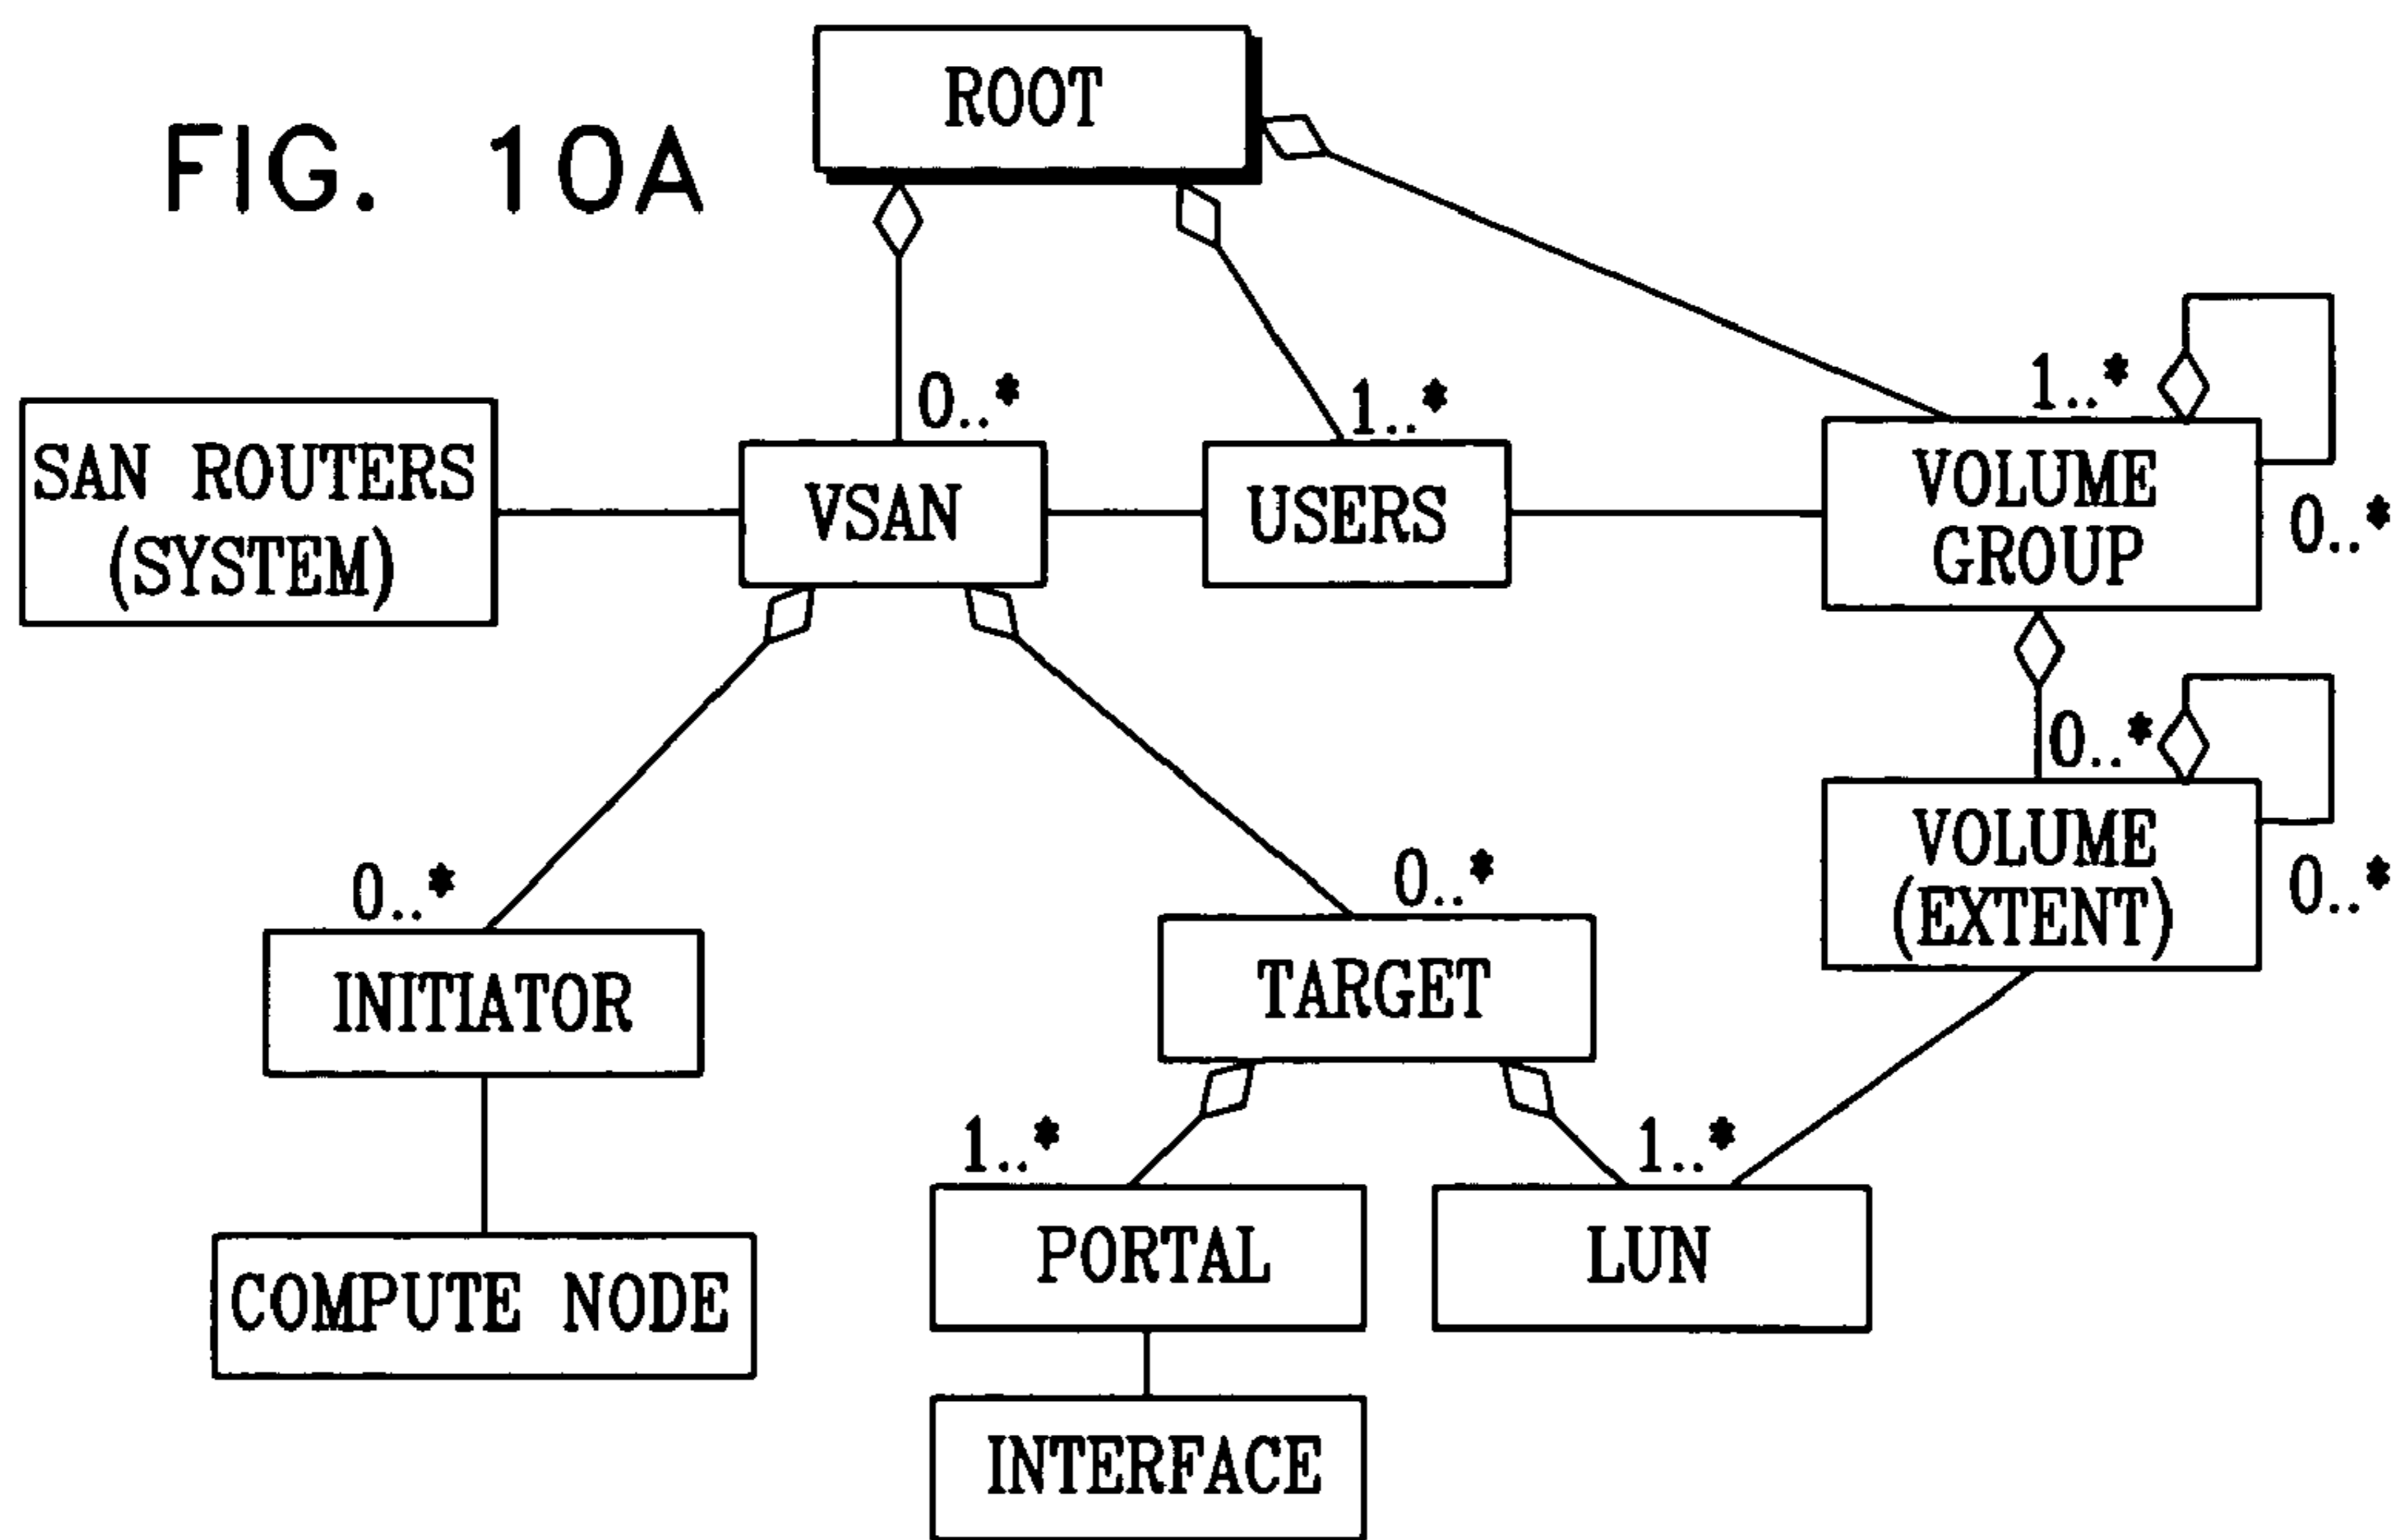 ROOT
FIG. 10A
0..*
1..*
1..*
SAN ROUTERS
(SYSTEM)
VSAN
USERS
VOLUME
GROUP
0..*
0..*
VOLUME
(EXTENT)
0..*
0..*
0..*
INITIATOR
TARGET
1..*
1..*
PORTAL
LUN
COMPUTE NODE
INTERFACE